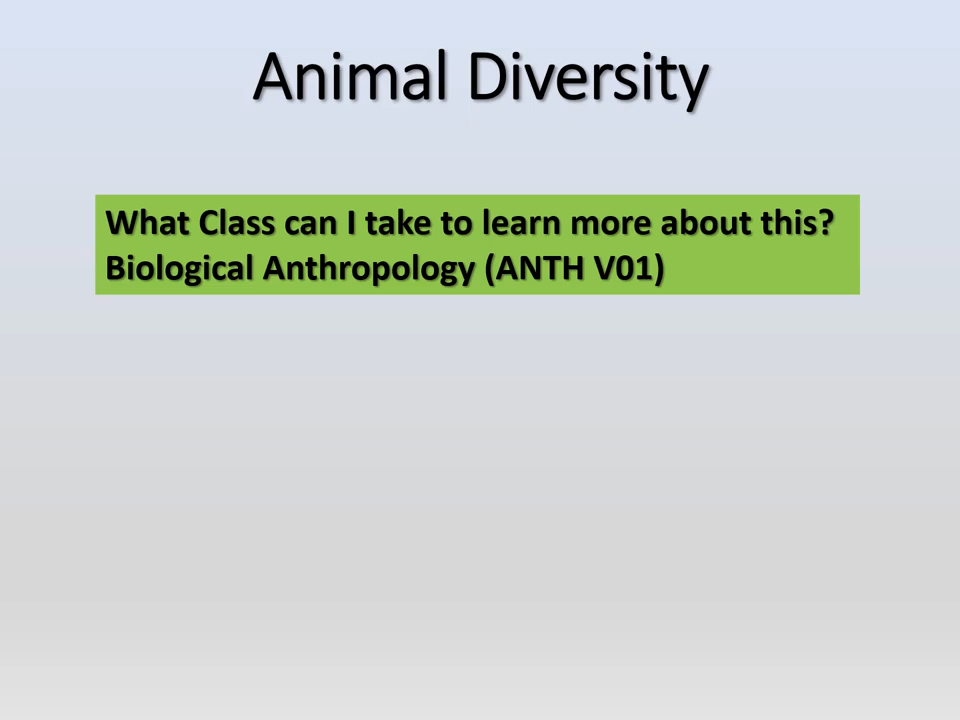 Animal Diversity
What Class can I take to learn more about this?
Biological Anthropology (ANTH V01)